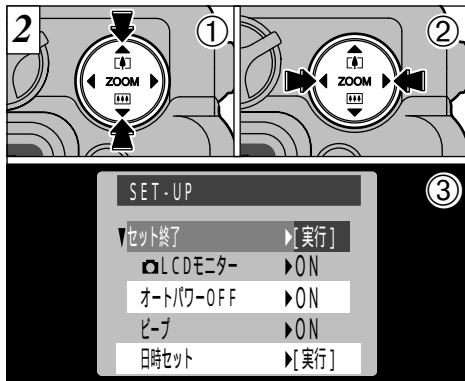 2
①
ZOOM
②
ZOOM
③
SET-UP
セット終了 [実行]
LCDモニター ON
オートパワーOFF ON
ビープ ON
日時セット [実行]